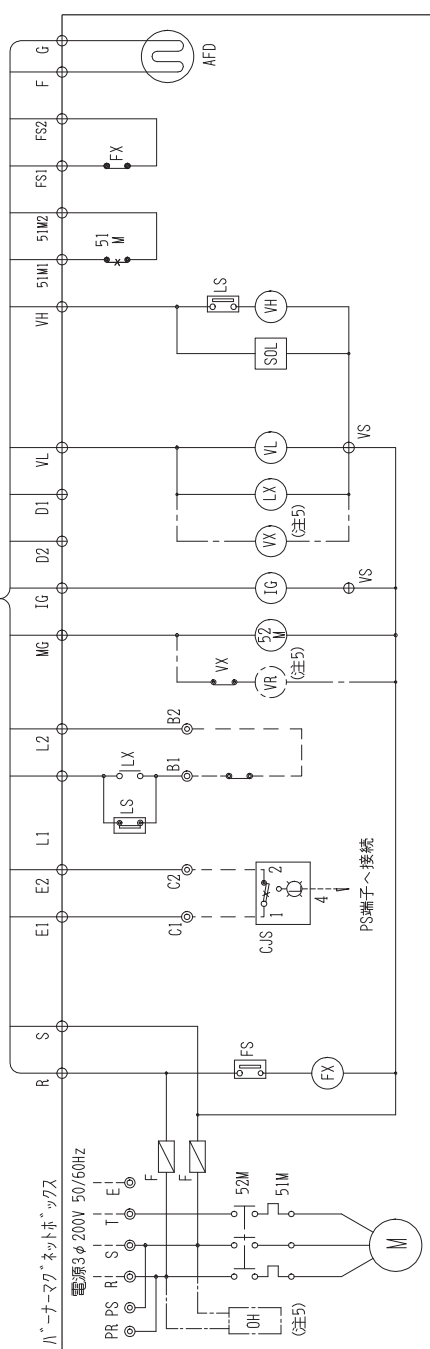 バーナーマグネットボックス
電源3φ 200V 50/60Hz
PR PS R S T E
R
S
E1
E2
L1
L2
MG
IG
D2
D1
VL
VH
51M1
51M2
FS1
FS2
F
G
F
F
52M
51M
M
OH
(注5)
FS
FX
C1
C2
CJS
1
2
4
PS端子へ接続
LX
LS
B1
B2
VX
VR
(注5)
52
M
IG
VS
VX
(注5)
LX
VL
VS
SOL
LS
VH
51
M
FX
AFD